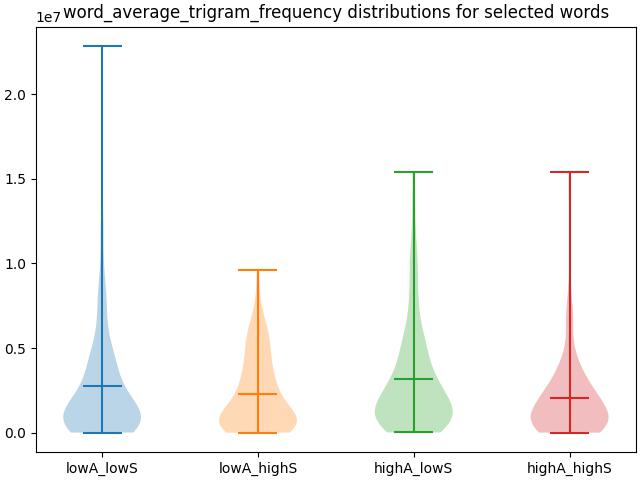 1e7
word_average_trigram_frequency distributions for selected words
2.0
1.5
1.0
0.5
0.0
lowA_lowS lowA_highS highA_lowS highA_highS